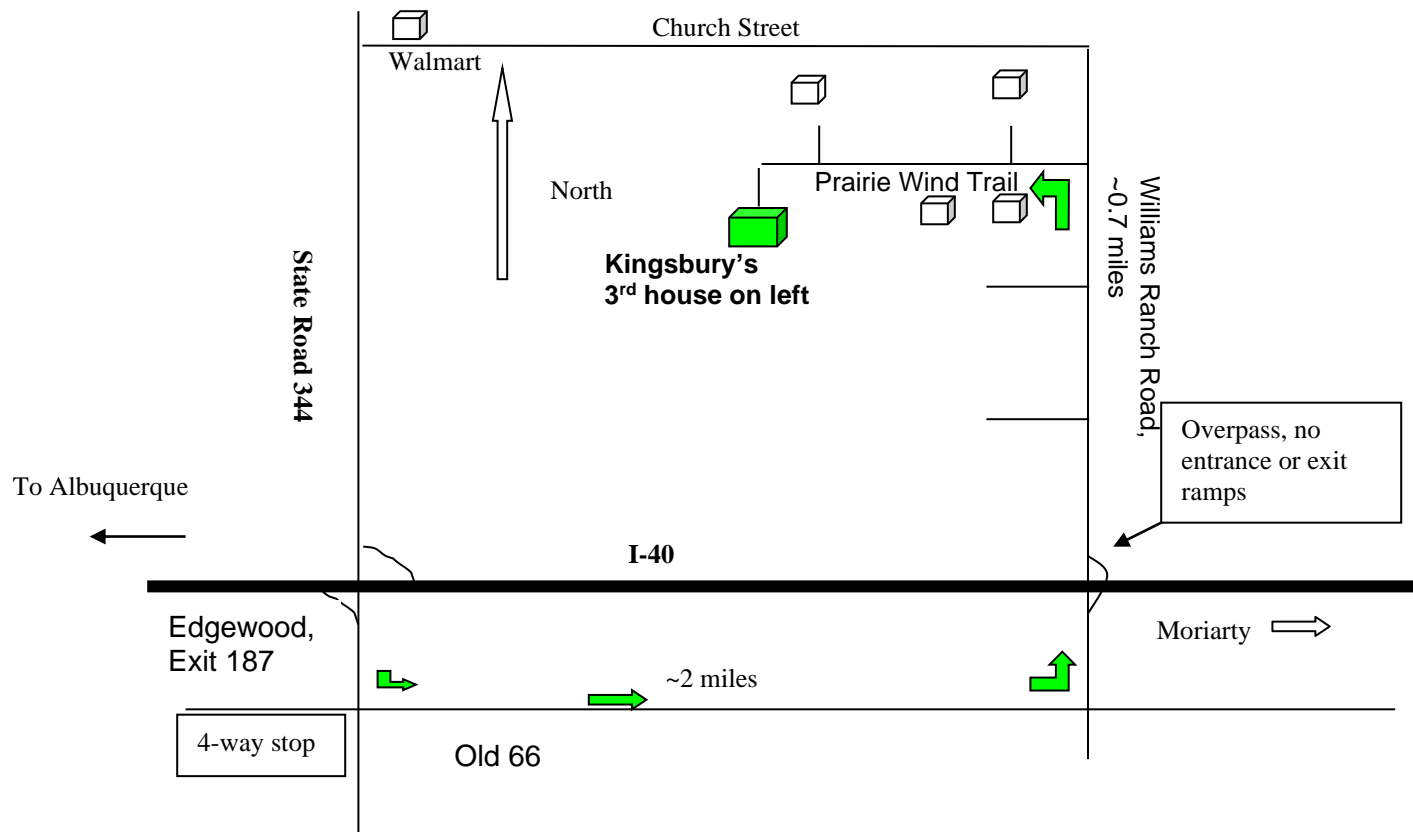 Church Street
Walmart
North
Prairie Wind Trail
Williams Ranch Road,
~0.7 miles
Kingsbury’s
3rd house on left
State Road 344
Overpass, no
entrance or exit
ramps
To Albuquerque
I-40
Edgewood,
Exit 187
Moriarty
~2 miles
4-way stop
Old 66